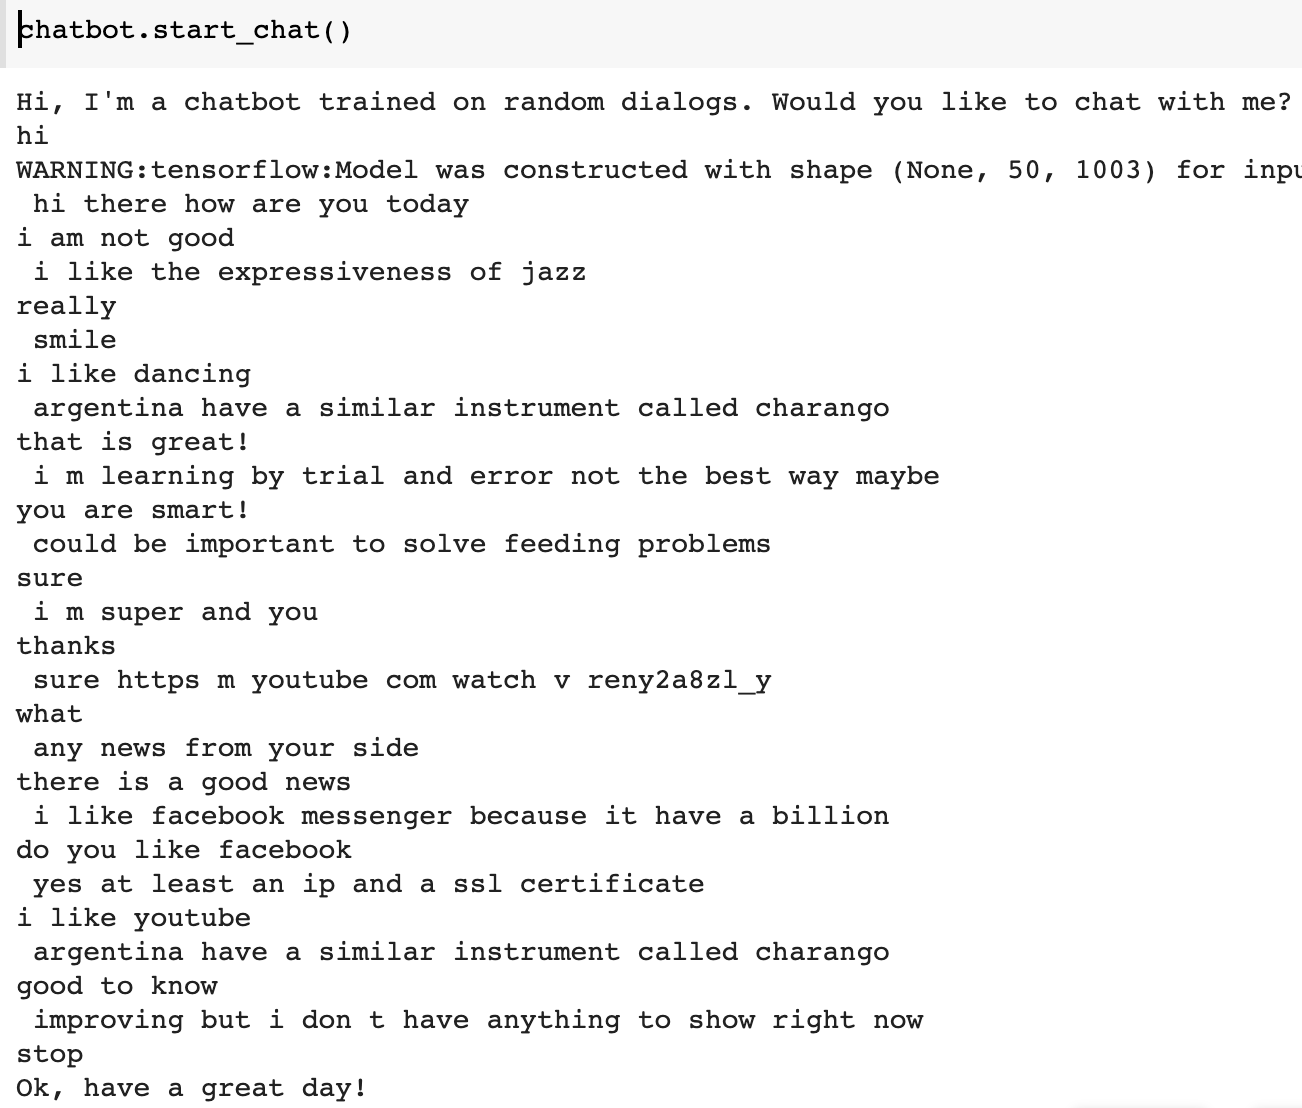 chatbot.start_chat()
Hi, I'm a chatbot trained on random dialogs. Would you like to chat with me?
hi
WARNING:tensorflow:Model was constructed with shape (None, 50, 1003) for inpu
hi there how are you today
i am not good
i like the expressiveness of jazz
really
smile
i like dancing
argentina have a similar instrument called charango
that is great!
i m learning by trial and error not the best way maybe
you are smart!
could be important to solve feeding problems
sure
i m super and you
thanks
sure https m youtube com watch v reny2a8zl_y
what
any news from your side
there is a good news
i like facebook messenger because it have a billion
do you like facebook
yes at least an ip and a ssl certificate
i like youtube
argentina have a similar instrument called charango
good to know
improving but i don t have anything to show right now
stop
Ok, have a great day!